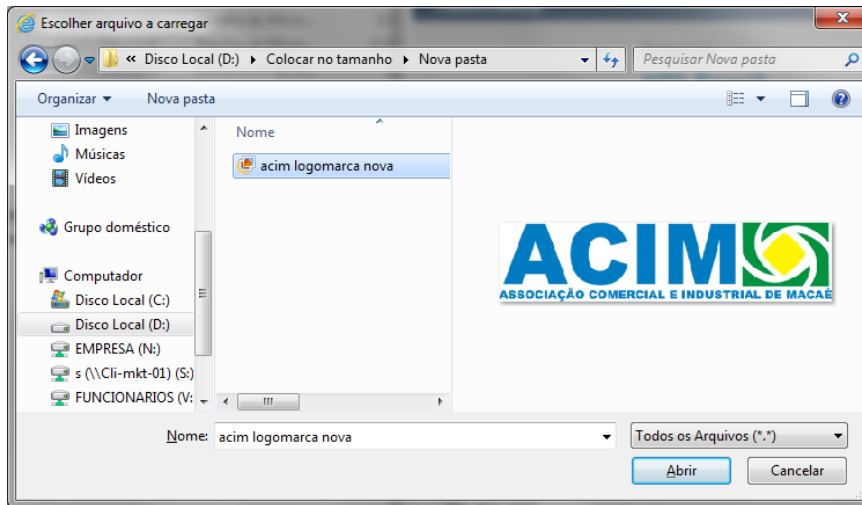 Escolher arquivo a carregar
« Disco Local (D:) ▸ Colocar no tamanho ▸ Nova pasta
Pesquisar Nova pasta
Organizar Nova pasta
Imagens
Músicas
Vídeos
Grupo doméstico
Computador
Disco Local (C:)
Disco Local (D:)
EMPRESA (N:)
s (\\Cli-mkt-01) (S:)
FUNCIONARIOS (V:
Nome
acim logomarca nova
ACIM
ASSOCIAÇÃO COMERCIAL E INDUSTRIAL DE MACAÉ
Nome: acim logomarca nova
Todos os Arquivos (*.*)
Abrir Cancelar